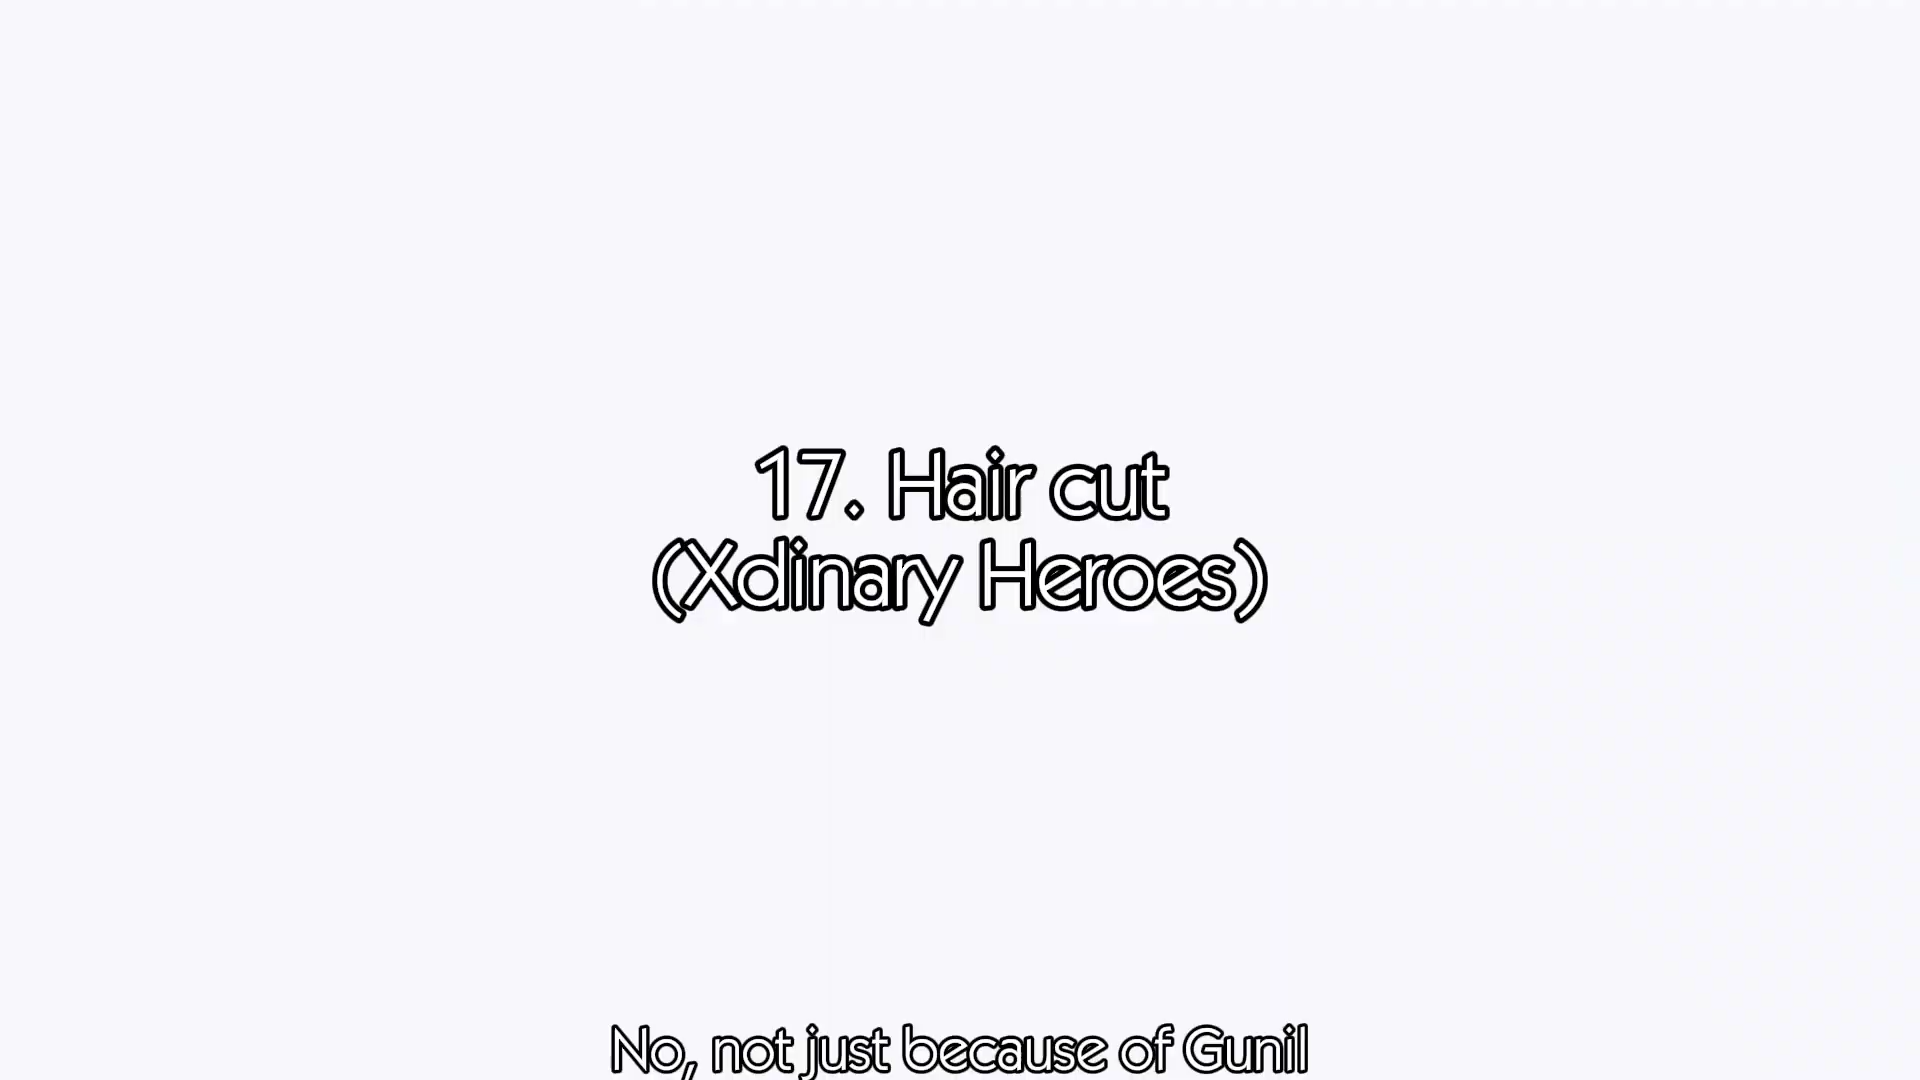 17. Hair cut
(Xdinary Heroes)
No, not just because of Gunil